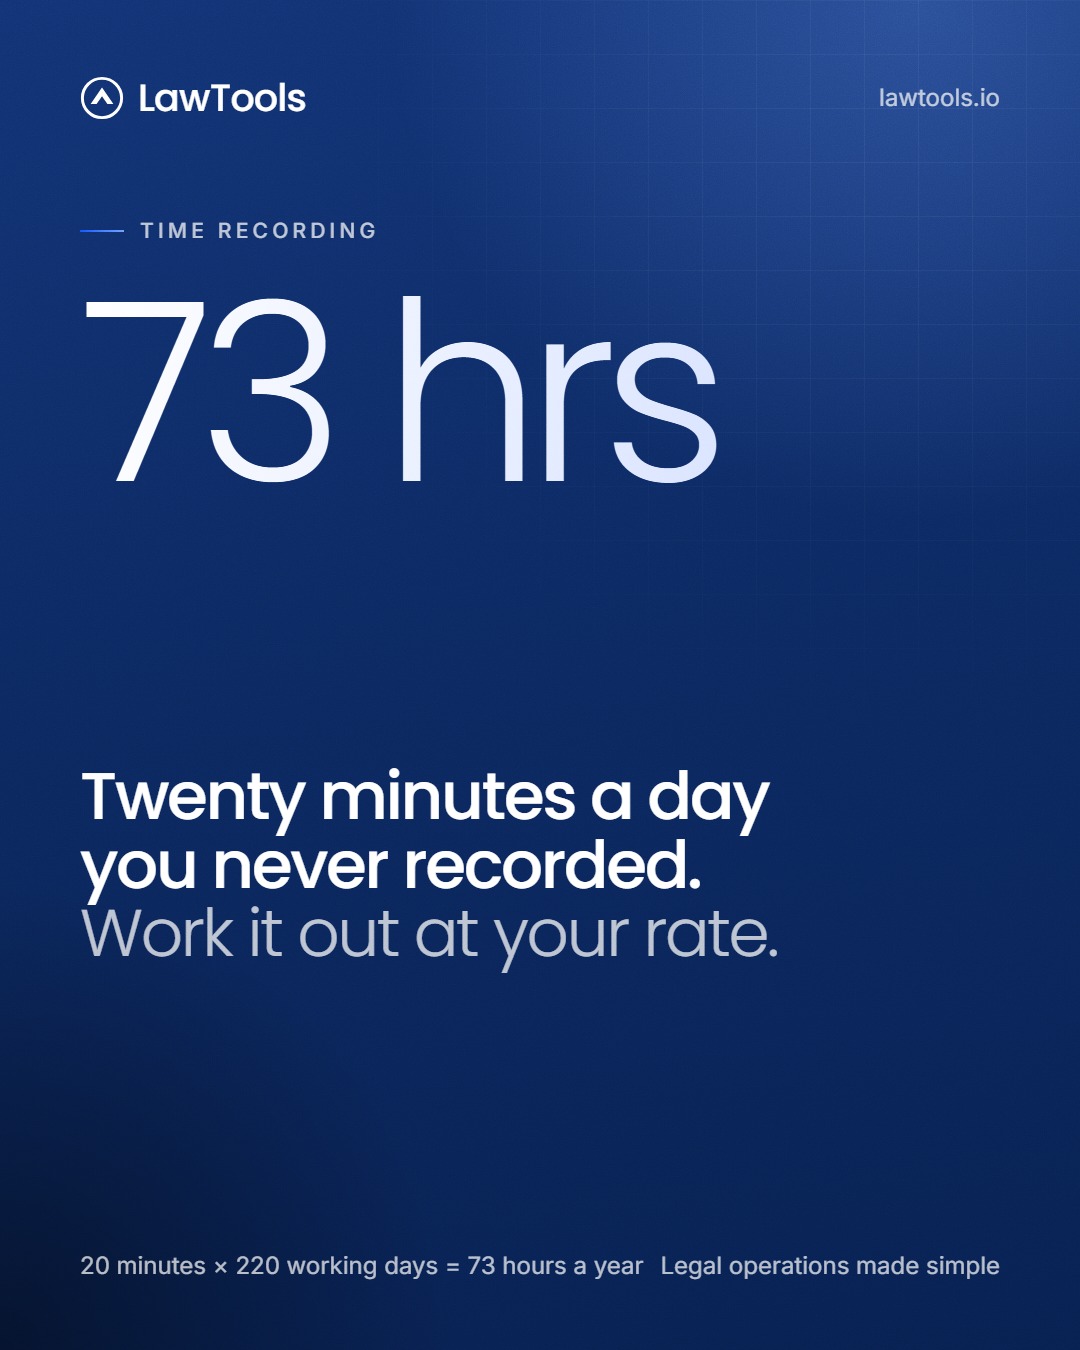 LawTools
lawtools.io
TIME RECORDING
73 hrs
Twenty minutes a day
you never recorded.
Work it out at your rate.
20 minutes × 220 working days = 73 hours a year
Legal operations made simple